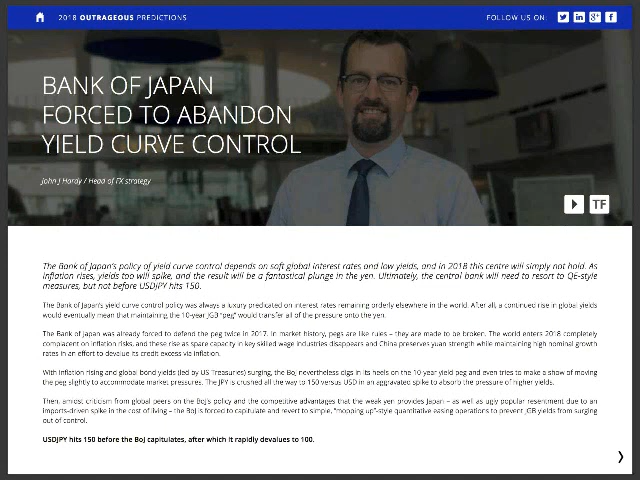 2018 OUTRAGEOUS PREDICTIONS
FOLLOW US ON:
BANK OF JAPAN
FORCED TO ABANDON
YIELD CURVE CONTROL
John J Hardy / Head of FX strategy
TF
The Bank of Japan's policy of yield curve control depends on soft global interest rates and low yields, and in 2018 this centre will simply not hold. As
inflation rises, yields too will spike, and the result will be a fantastical plunge in the yen. Ultimately, the central bank will need to resort to QE-style
measures, but not before USDJPY hits 150.
The Bank of Japan's yield curve control policy was always a luxury predicated on interest rates remaining orderly elsewhere in the world. After all, a continued rise in global yields
would eventually mean that maintaining the 10-year JGB "peg" would transfer all of the pressure onto the yen.
The Bank of Japan was already forced to defend the peg twice in 2017. In market history, pegs are like rules – they are made to be broken. The world enters 2018 completely
complacent on inflation risks, and these rise as spare capacity in key skilled wage industries disappears and China preserves yuan strength while maintaining high nominal growth
rates in an effort to devalue its credit excess via inflation.
With inflation rising and global bond yields (led by US Treasuries) surging, the BoJ nevertheless digs in its heels on the 10-year yield peg and even tries to make a show of moving
the peg slightly to accommodate market pressures. The JPY is crushed all the way to 150 versus USD in an aggravated spike to absorb the pressure of higher yields.
Then, amidst criticism from global peers on the BoJ's policy and the competitive advantages that the weak yen provides Japan – as well as ugly popular resentment due to an
imports-driven spike in the cost of living – the BoJ is forced to capitulate and revert to simple, "mopping up"-style quantitative easing operations to prevent JGB yields from surging
out of control.
USDJPY hits 150 before the BoJ capitulates, after which it rapidly devalues to 100.